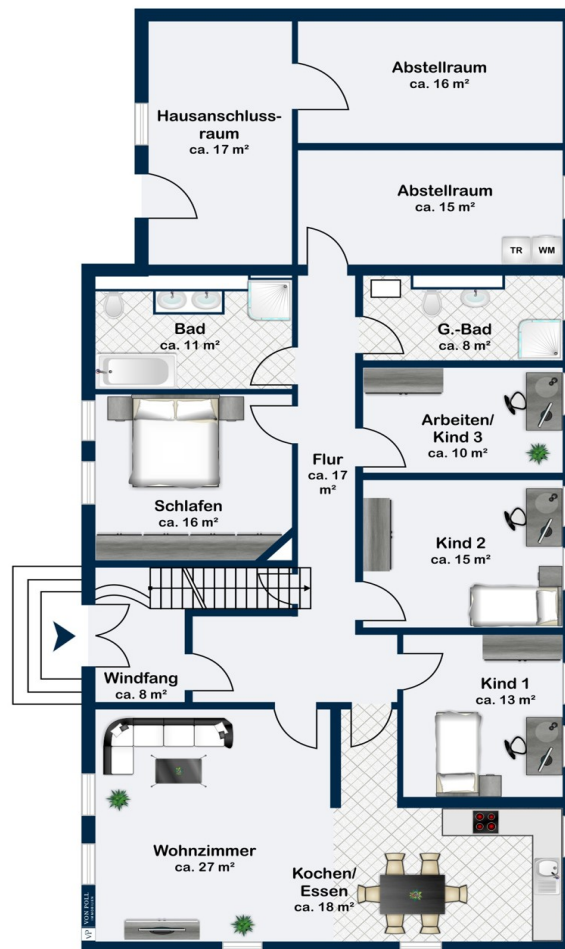 Abstellraum
ca. 16 m²
Hausanschluss-
raum
ca. 17 m²
Abstellraum
ca. 15 m²
TR WM
Bad
ca. 11 m²
G.-Bad
ca. 8 m²
Arbeiten/
Kind 3
ca. 10 m²
Flur
ca. 17
m²
Schlafen
ca. 16 m²
Kind 2
ca. 15 m²
Windfang
ca. 8 m²
Kind 1
ca. 13 m²
Wohnzimmer
ca. 27 m²
Kochen/
Essen
ca. 18 m²
VP VON POLL
IMMOBILIEN